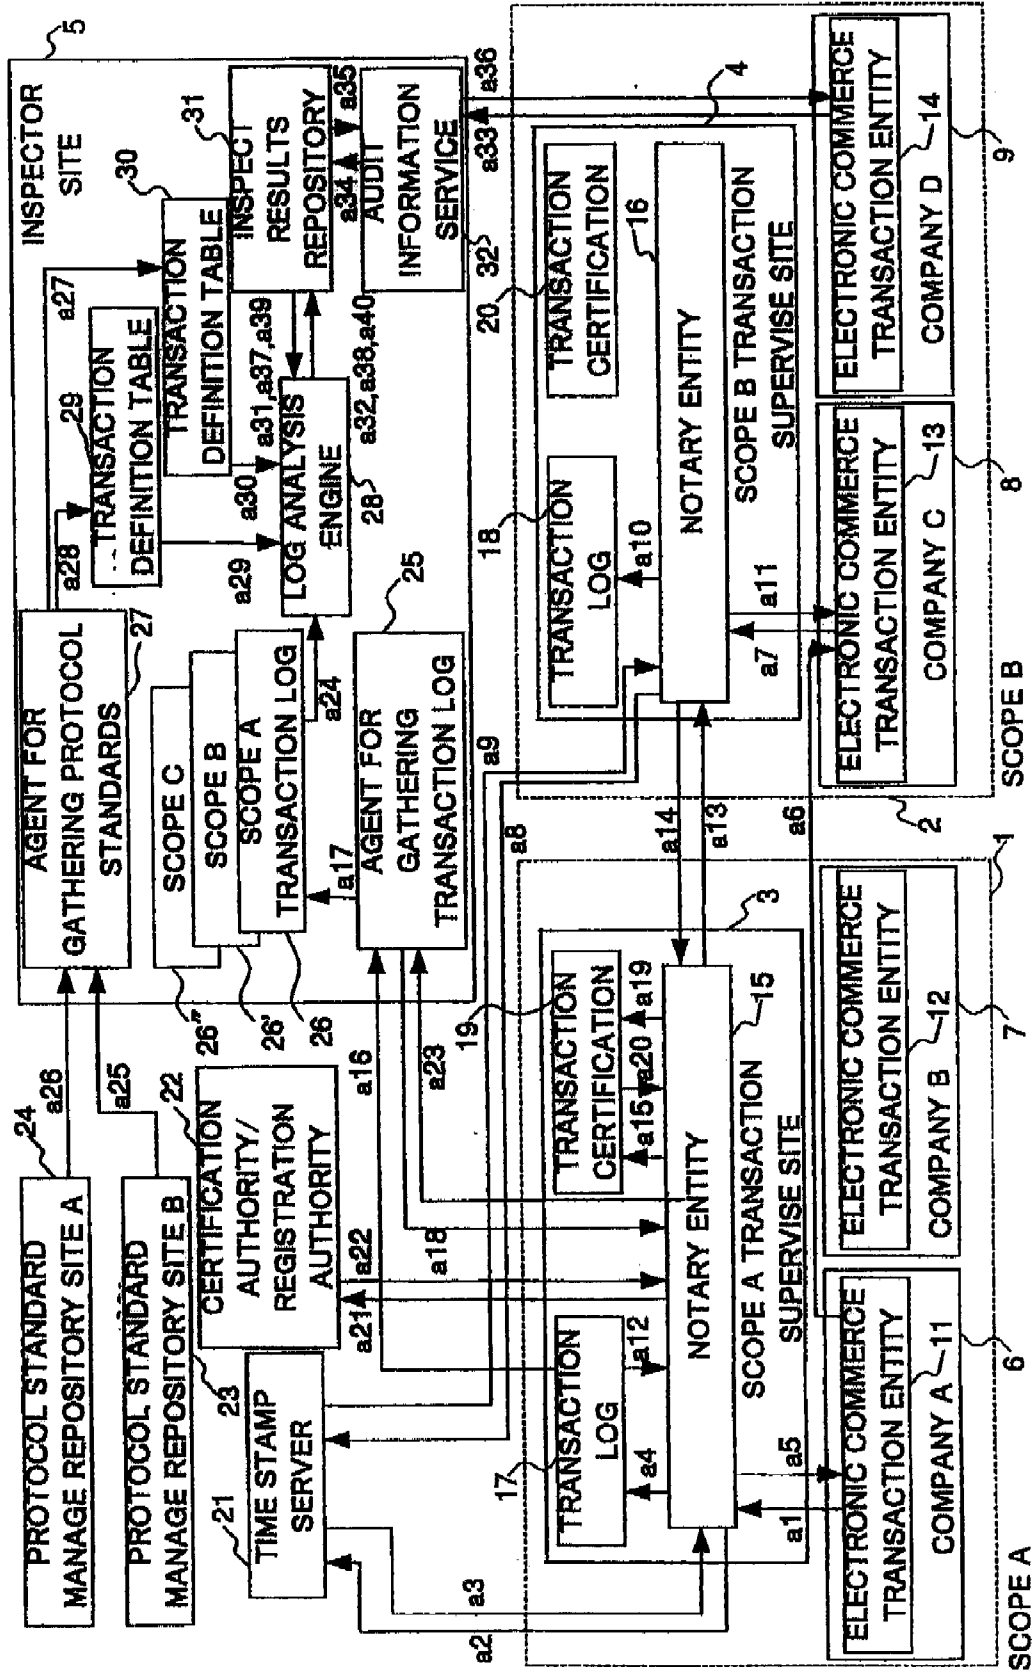 PROTOCOL STANDARD
MANAGE REPOSITORY SITE A
24
a26
PROTOCOL STANDARD
MANAGE REPOSITORY SITE B
23
a25
21
TIME STAMP
SERVER
22
CERTIFICATION
AUTHORITY/
REGISTRATION
AUTHORITY
a2
a3
a21
a22
a18
a16
a23
INSPECTOR
SITE
5
AGENT FOR
GATHERING PROTOCOL
STANDARDS
27
a28
a27
29
TRANSACTION
DEFINITION TABLE
30
TRANSACTION
DEFINITION TABLE
31
INSPECT
RESULTS
REPOSITORY
a34
a35
AUDIT
INFORMATION
SERVICE
32
a33
a36
SCOPE C
SCOPE B
SCOPE A
TRANSACTION LOG
26"
26'
26
a24
a17
a29
a30
a31,a37,a39
a32,a38,a40
LOG ANALYSIS
ENGINE
28
AGENT FOR
GATHERING
TRANSACTION LOG
25
a8
a9
17
TRANSACTION
LOG
a4
a12
19
TRANSACTION
CERTIFICATION
a15
a20
a19
NOTARY ENTITY
15
SCOPE A TRANSACTION
SUPERVISE SITE
3
a1
a5
a14
a13
a6
ELECTRONIC COMMERCE
TRANSACTION ENTITY
11
COMPANY A
6
ELECTRONIC COMMERCE
TRANSACTION ENTITY
12
COMPANY B
7
1
SCOPE A
18
TRANSACTION
LOG
a10
20
TRANSACTION
CERTIFICATION
16
NOTARY ENTITY
SCOPE B TRANSACTION
SUPERVISE SITE
4
a7
a11
ELECTRONIC COMMERCE
TRANSACTION ENTITY
13
COMPANY C
8
ELECTRONIC COMMERCE
TRANSACTION ENTITY
14
COMPANY D
9
2
SCOPE B